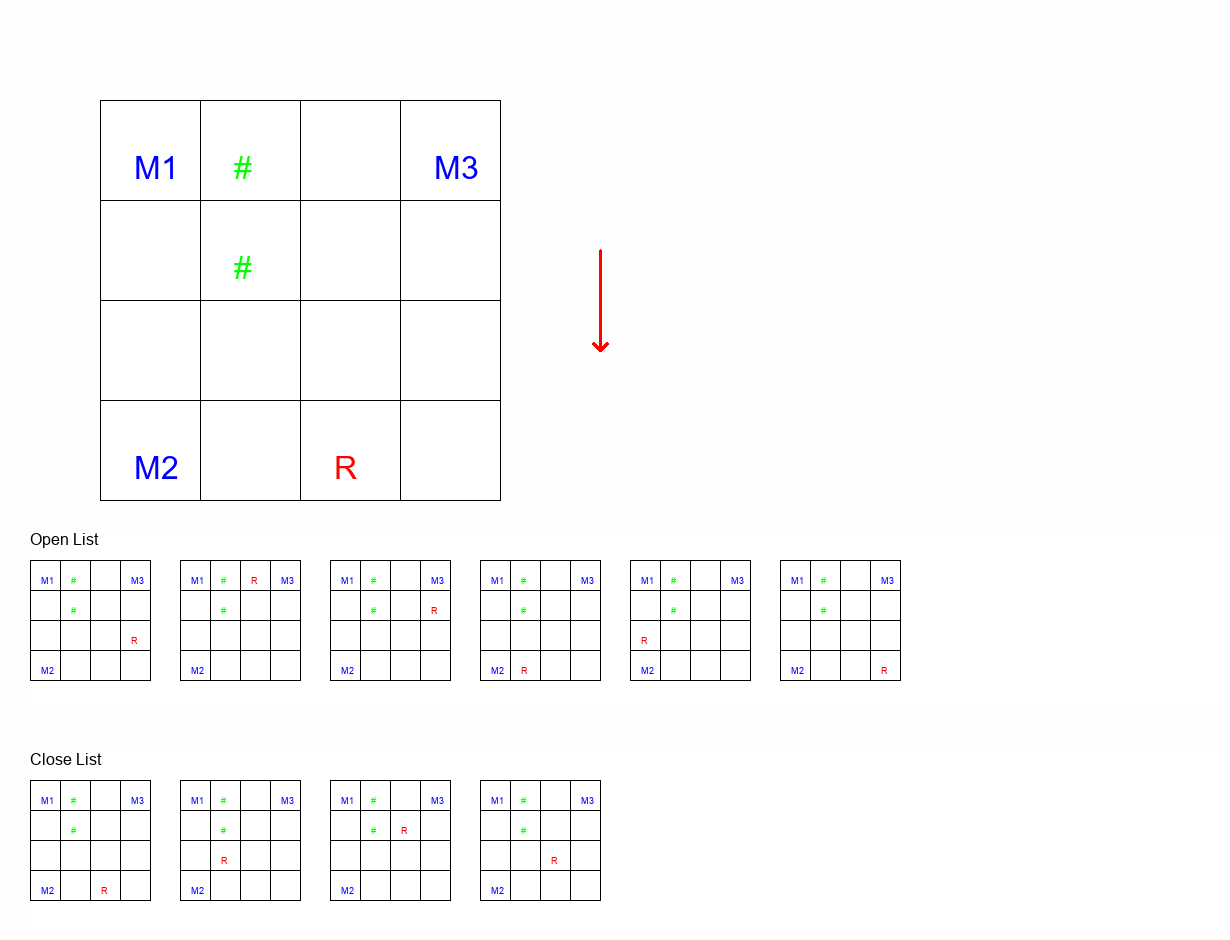 M1 # M3
#
M2 R
Open List
M1 # M3 M1 # R M3 M1 # M3 M1 # M3 M1 # M3 M1 # M3
# # # R # # #
R R
M2 M2 M2 M2 R M2 M2 R
Close List
M1 # M3 M1 # M3 M1 # M3 M1 # M3
# # # R #
R R
M2 R M2 M2 M2